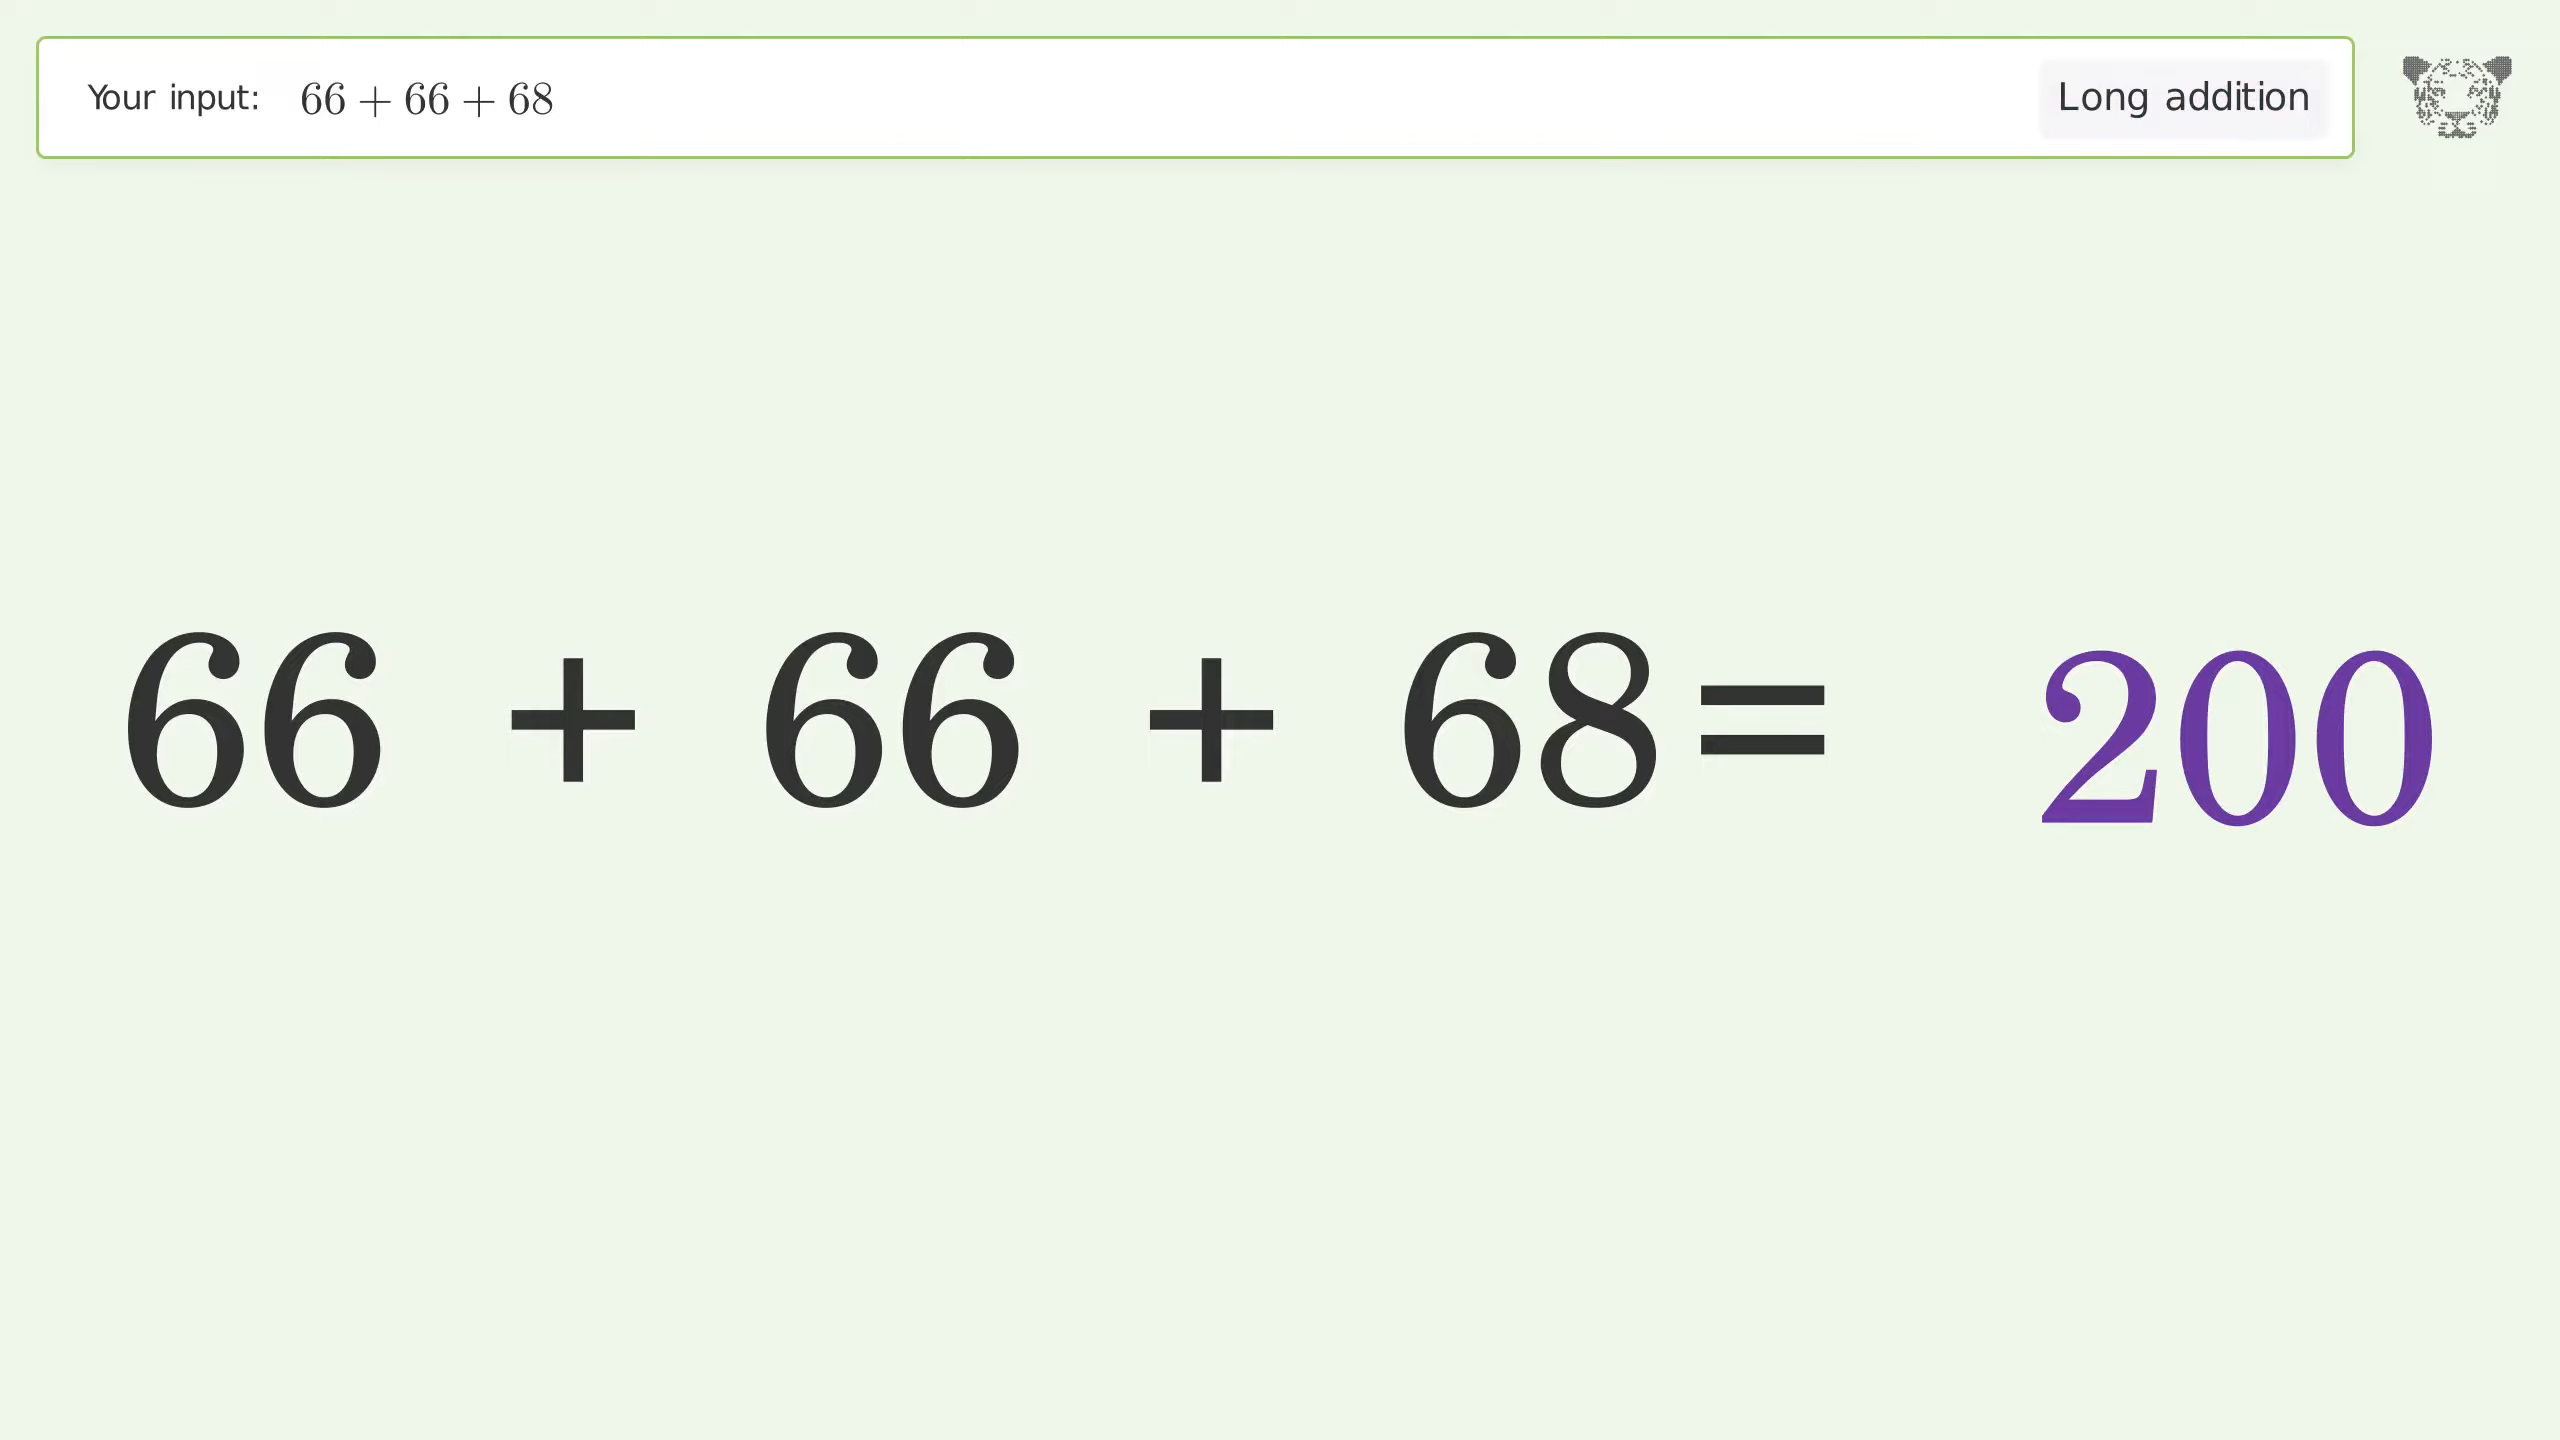 Your input: 66 + 66 + 68 Long addition
66 + 66 + 68 = 200